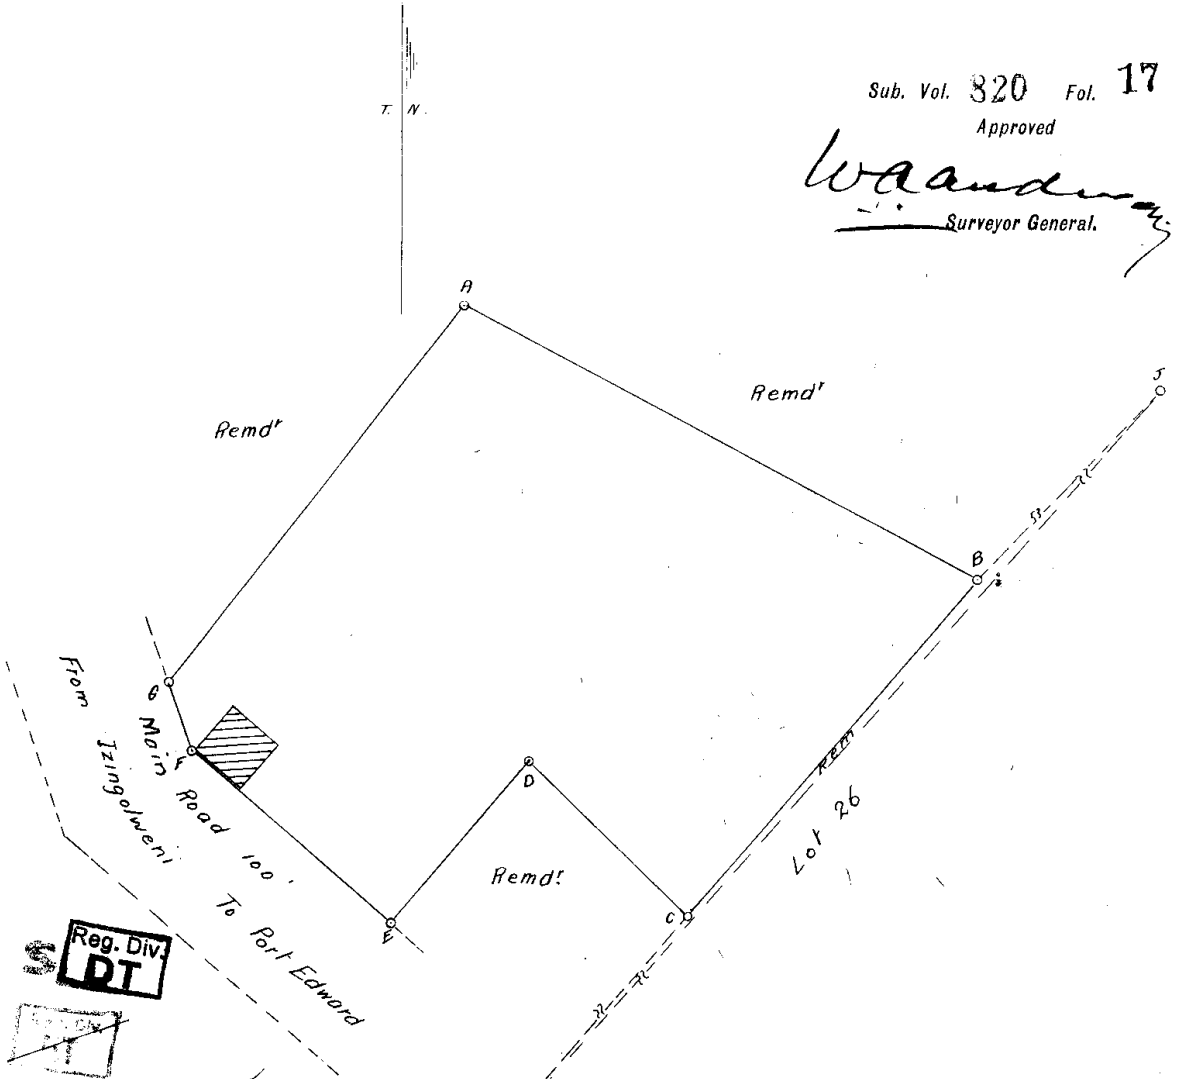 T. N.
Sub. Vol. 820 Fol. 17
Approved
Surveyor General.
A
J
Remdr
Remdr
B
G
F
D
Rem
Lot 26
Remdr.
C
E
From Izingolweni
Main Road 100'
To Port Edward
S
Reg. Div.
DT